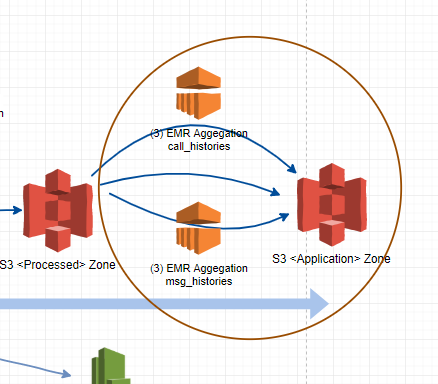 n
(3) EMR Aggegation
call_histories
S3 <Processed> Zone
S3 <Application> Zone
(3) EMR Aggegation
msg_histories